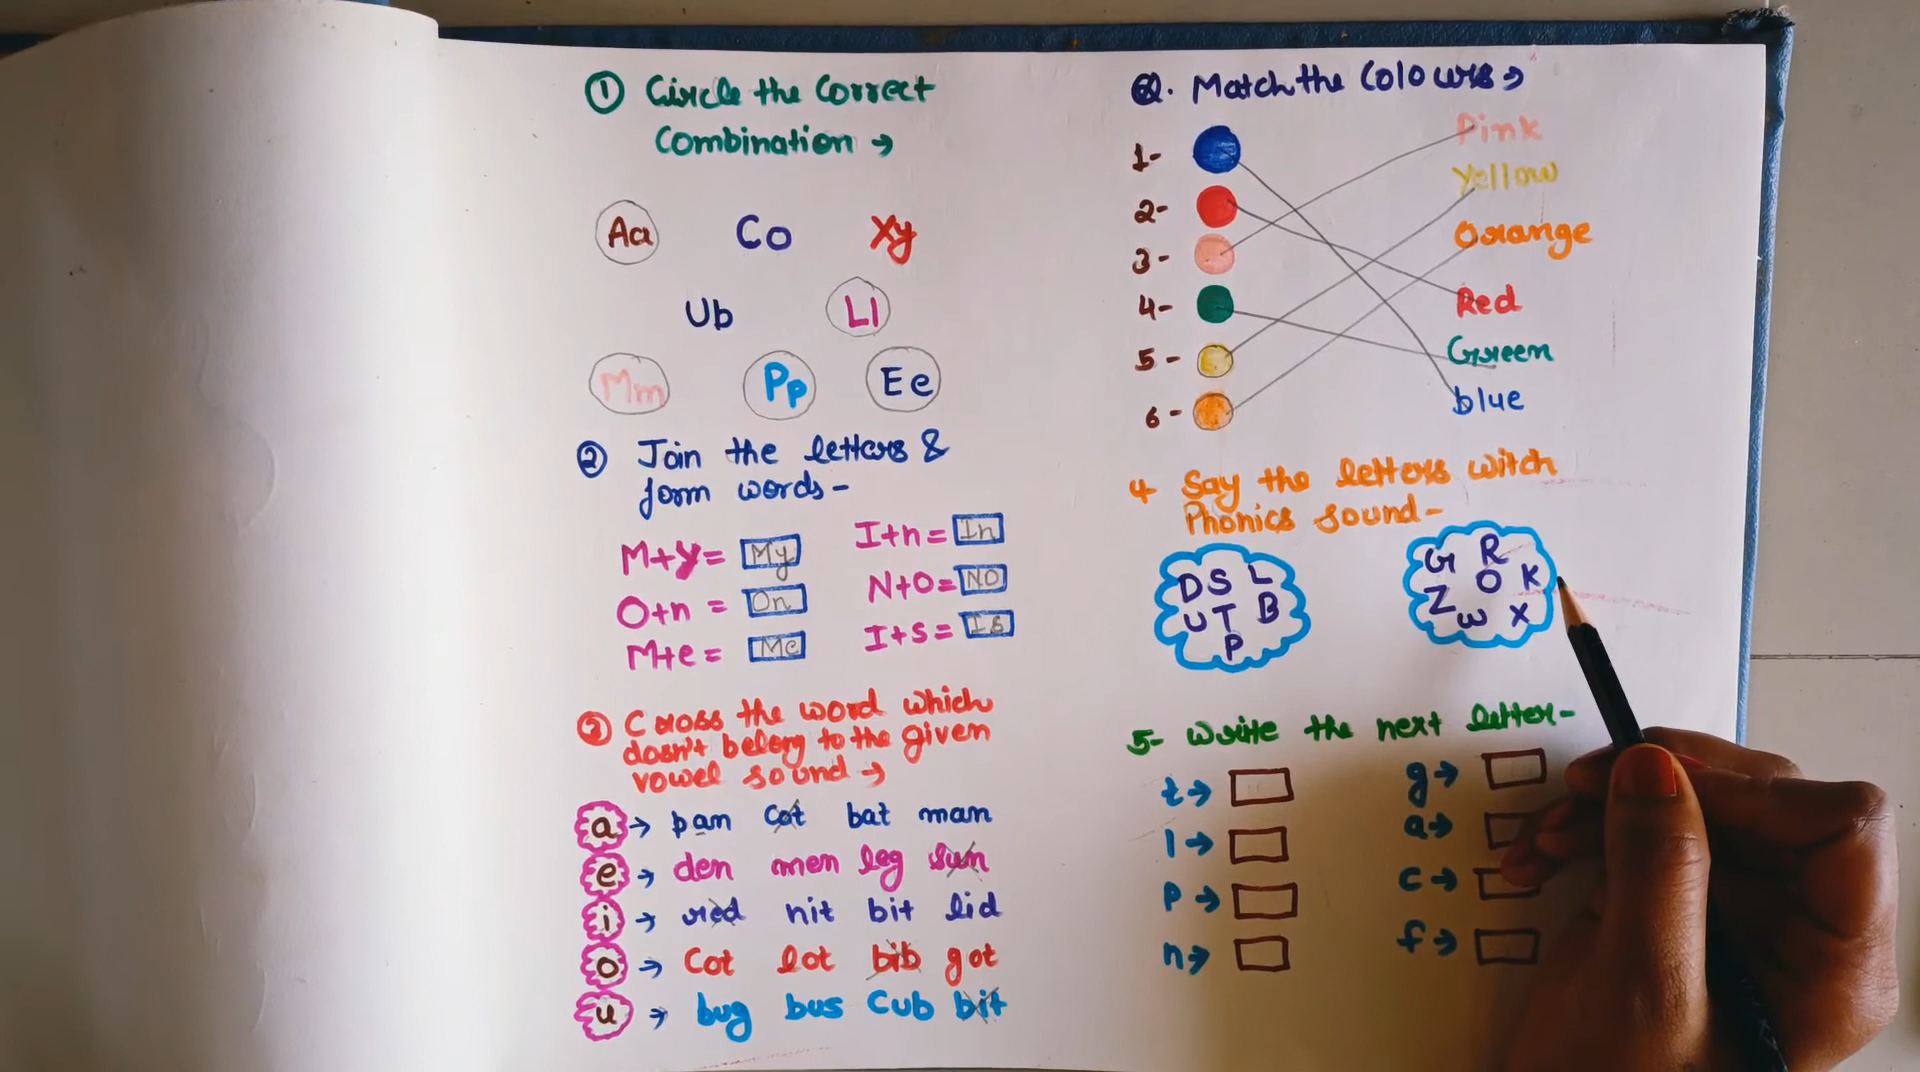 ① Circle the Correct
Combination →
Aa Co Xy
Ub Ll
Mm Pp Ee
② Join the letters &
form words-
M+y= My
I+n= In
O+n = On
N+O= NO
M+e= Me
I+S= Is
③ Cross the word which
dosn't belong to the given
vowel sound →
a → pan cot bat man
e → den men leg sun
i → red nit bit lid
o → Cot lot bib got
u → bug bus Cub bit
Q. Match the Colours →
1- Pink
2- Yellow
3- Orange
4- Red
5- Green
6- blue
4 Say the letters witch
Phonics sound-
D S L
U T B
P
G R
Z O K
W X
5- Write the next letter-
t → g →
l → a →
P → c →
n → f →